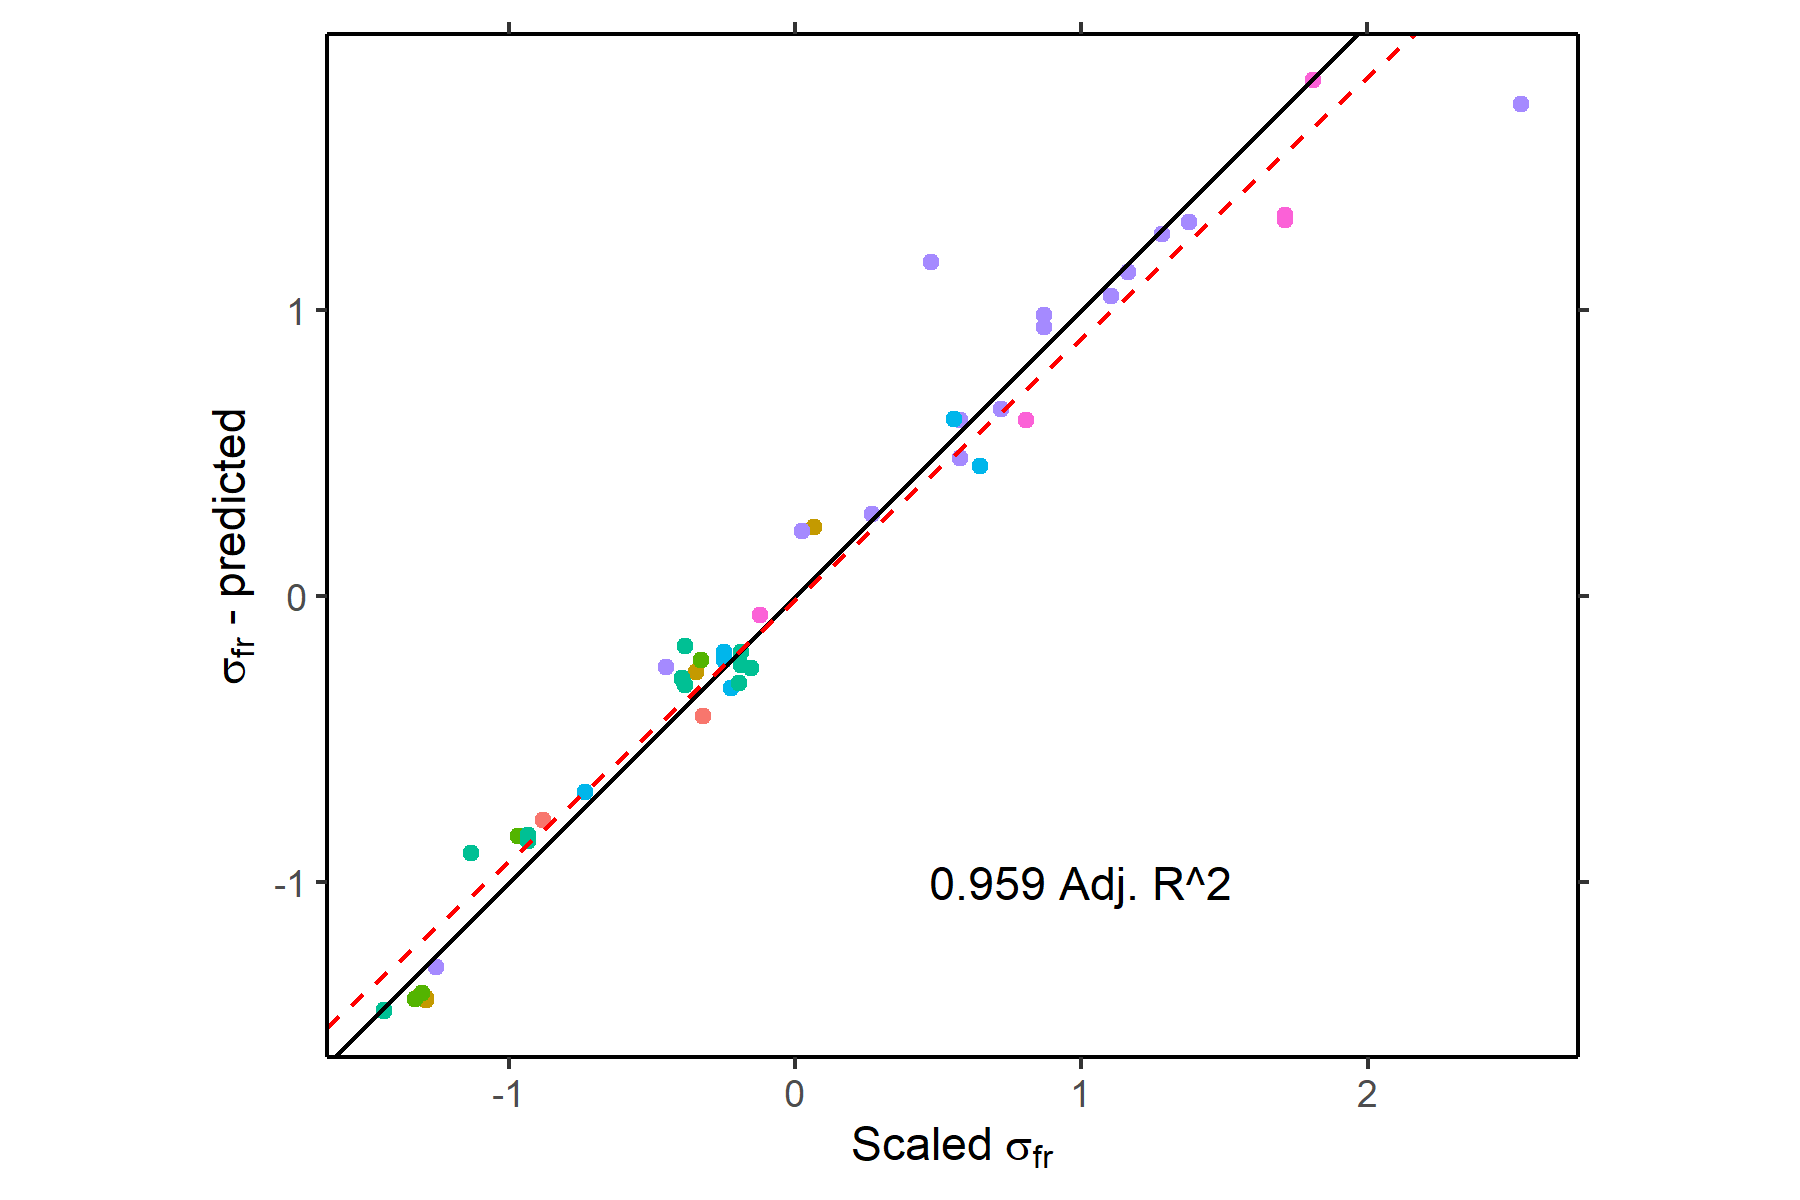 1
0
-1
σfr - predicted
0.959 Adj. R^2
-1 0 1 2
Scaled σfr